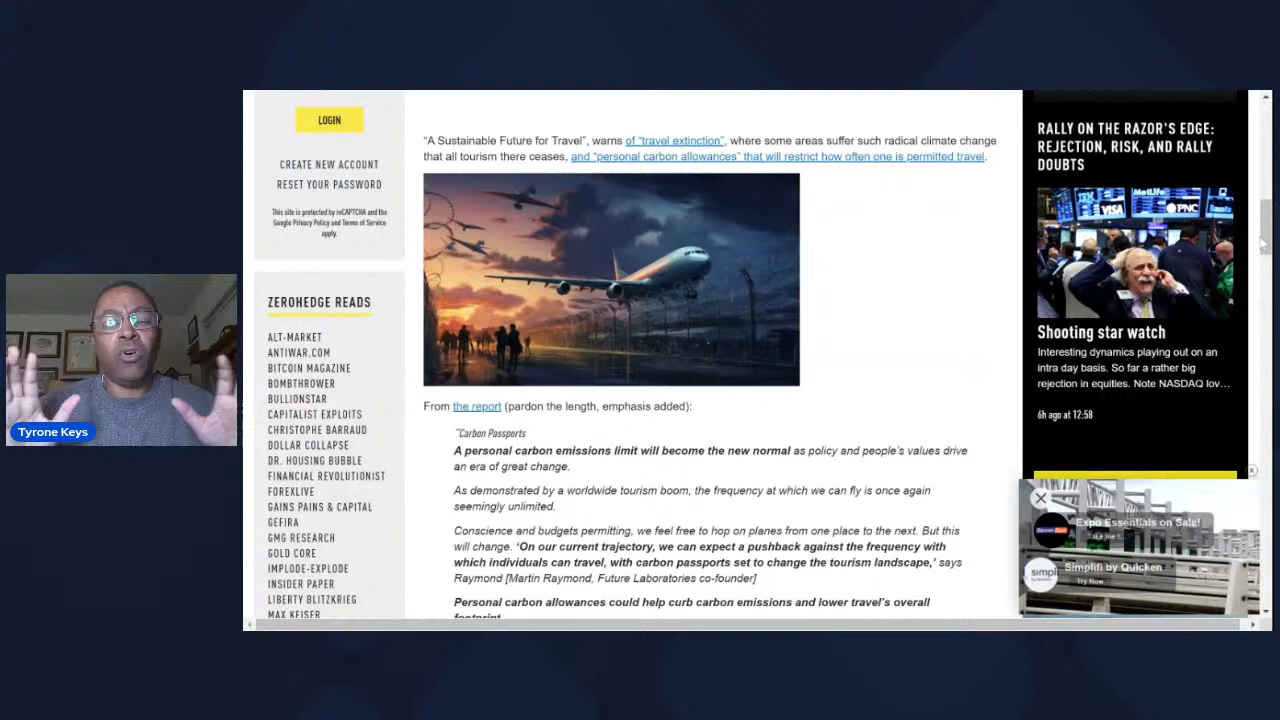 LOGIN
CREATE NEW ACCOUNT
RESET YOUR PASSWORD
This site is protected by reCAPTCHA and the
Google Privacy Policy and Terms of Service
apply.
ZEROHEDGE READS
ALT-MARKET
ANTIWAR.COM
BITCOIN MAGAZINE
BOMBTHROWER
BULLIONSTAR
CAPITALIST EXPLOITS
CHRISTOPHE BARRAUD
DOLLAR COLLAPSE
DR. HOUSING BUBBLE
FINANCIAL REVOLUTIONIST
FOREXLIVE
GAINS PAINS & CAPITAL
GEFIRA
GMG RESEARCH
GOLD CORE
IMPLODE-EXPLODE
INSIDER PAPER
LIBERTY BLITZKRIEG
MAX KEISER
Tyrone Keys
“A Sustainable Future for Travel”, warns of “travel extinction”, where some areas suffer such radical climate change
that all tourism there ceases, and “personal carbon allowances” that will restrict how often one is permitted travel.
From the report (pardon the length, emphasis added):
“Carbon Passports
A personal carbon emissions limit will become the new normal as policy and people’s values drive
an era of great change.
As demonstrated by a worldwide tourism boom, the frequency at which we can fly is once again
seemingly unlimited.
Conscience and budgets permitting, we feel free to hop on planes from one place to the next. But this
will change. ‘On our current trajectory, we can expect a pushback against the frequency with
which individuals can travel, with carbon passports set to change the tourism landscape,’ says
Raymond [Martin Raymond, Future Laboratories co-founder]
Personal carbon allowances could help curb carbon emissions and lower travel’s overall
footprint.
RALLY ON THE RAZOR'S EDGE:
REJECTION, RISK, AND RALLY
DOUBTS
IBM
VISA
MetLife
PNC
Shooting star watch
Interesting dynamics playing out on an
intra day basis. So far a rather big
rejection in equities. Note NASDAQ lov...
6h ago at 12:58
Expo Essentials on Sale!
Simplifi by Quicken
Try Now